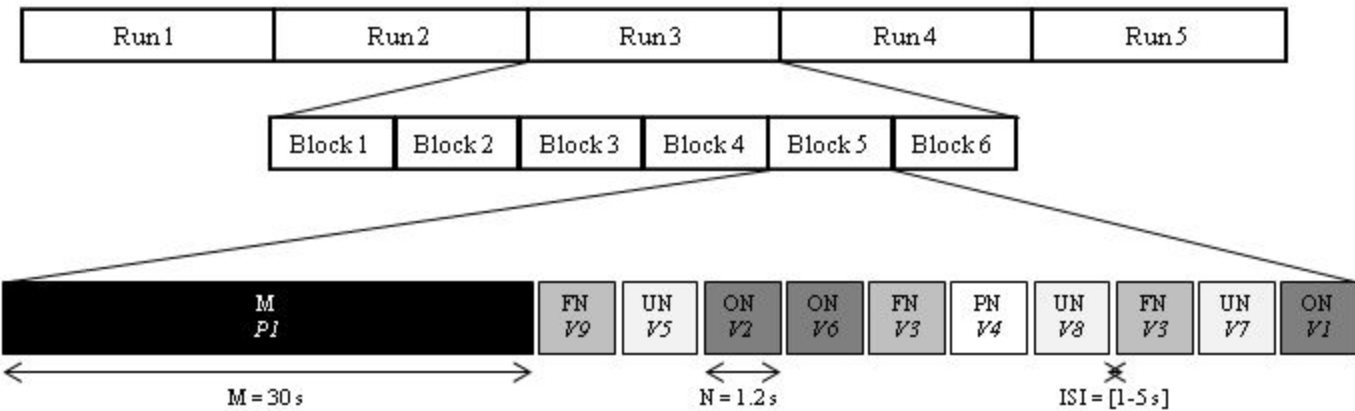 Run 1 Run 2 Run 3 Run 4 Run 5
Block 1 Block 2 Block 3 Block 4 Block 5 Block 6
M FN UN ON ON FN PN UN FN UN ON
P1 V9 V5 V2 V6 V3 V4 V8 V3 V7 V1
M = 30 s N = 1.2 s ISI = [1-5 s]